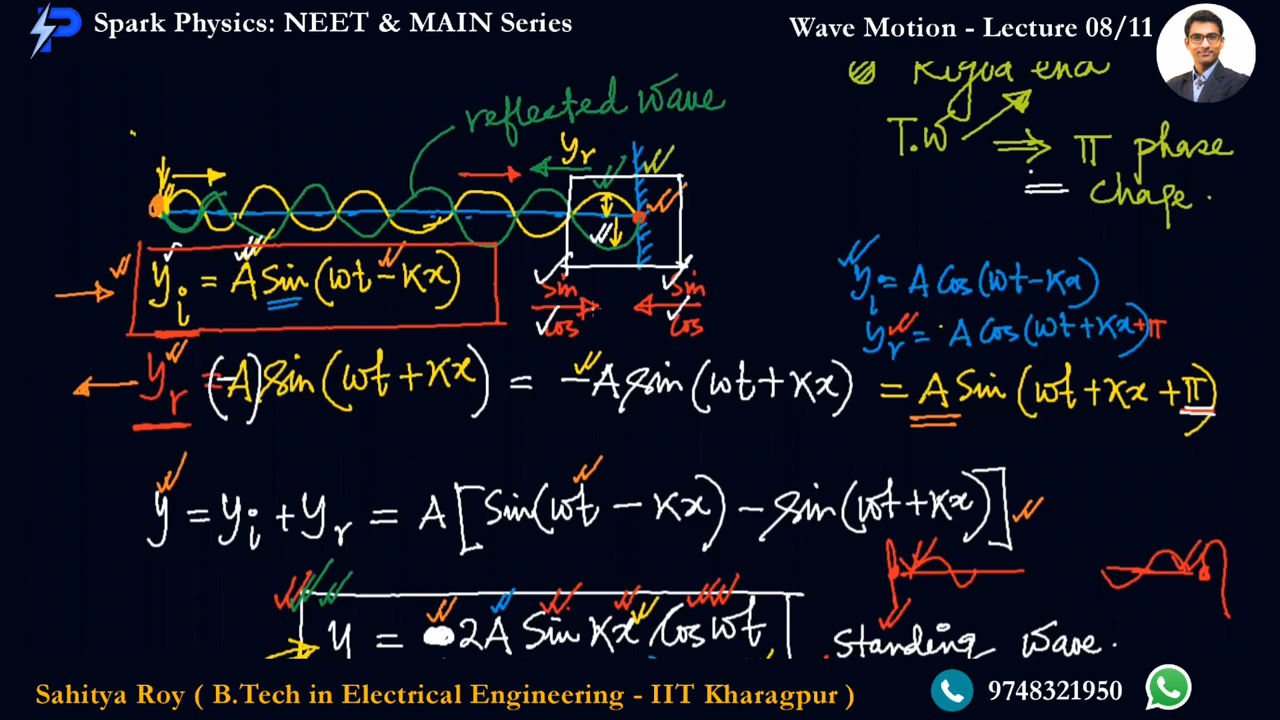 Spark Physics: NEET & MAIN Series
Wave Motion - Lecture 08/11
Rigid end
T.W ⇒ π phase
chage.
reflected wave
yr
yi = A Sin (ωt − Kx)
sin
cos
sin
cos
yi = A Cos (ωt − Kx)
yr = A Cos (ωt + Kx + π
yr = (−A) sin (ωt + Kx) = −A sin (ωt + Kx) = A Sin (ωt + Kx + π)
y = yi + yr = A [Sin(ωt − Kx) − sin (ωt + Kx)]
y = 2A Sin Kx Cos ωt
standing wave.
Sahitya Roy ( B.Tech in Electrical Engineering - IIT Kharagpur )
9748321950